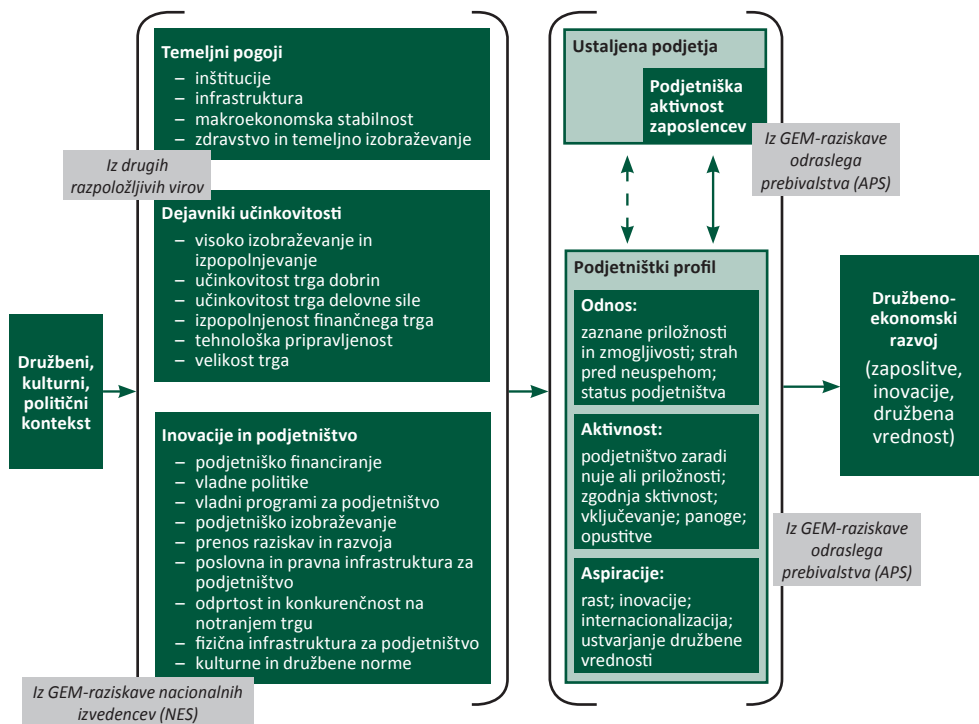 Družbeni,
kulturni,
politični
kontekst
Temeljni pogoji
– inštitucije
– infrastruktura
– makroekonomska stabilnost
– zdravstvo in temeljno izobraževanje
Iz drugih
razpoložljivih virov
Dejavniki učinkovitosti
– visoko izobraževanje in
izpopolnjevanje
– učinkovitost trga dobrin
– učinkovitost trga delovne sile
– izpopolnjenost finančnega trga
– tehnološka pripravljenost
– velikost trga
Inovacije in podjetništvo
– podjetniško financiranje
– vladne politike
– vladni programi za podjetništvo
– podjetniško izobraževanje
– prenos raziskav in razvoja
– poslovna in pravna infrastruktura za
podjetništvo
– odprtost in konkurenčnost na
notranjem trgu
– fizična infrastruktura za podjetništvo
– kulturne in družbene norme
Iz GEM-raziskave nacionalnih
izvedencev (NES)
Ustaljena podjetja
Podjetniška
aktivnost
zaposlencev
Iz GEM-raziskave
odraslega
prebivalstva (APS)
Podjetništki profil
Odnos:
zaznane priložnosti
in zmogljivosti; strah
pred neuspehom;
status podjetništva
Aktivnost:
podjetništvo zaradi
nuje ali priložnosti;
zgodnja sktivnost;
vključevanje; panoge;
opustitve
Aspiracije:
rast; inovacije;
internacionalizacija;
ustvarjanje družbene
vrednosti
Iz GEM-raziskave
odraslega
prebivalstva (APS)
Družbeno-
ekonomski
razvoj
(zaposlitve,
inovacije,
družbena
vrednost)